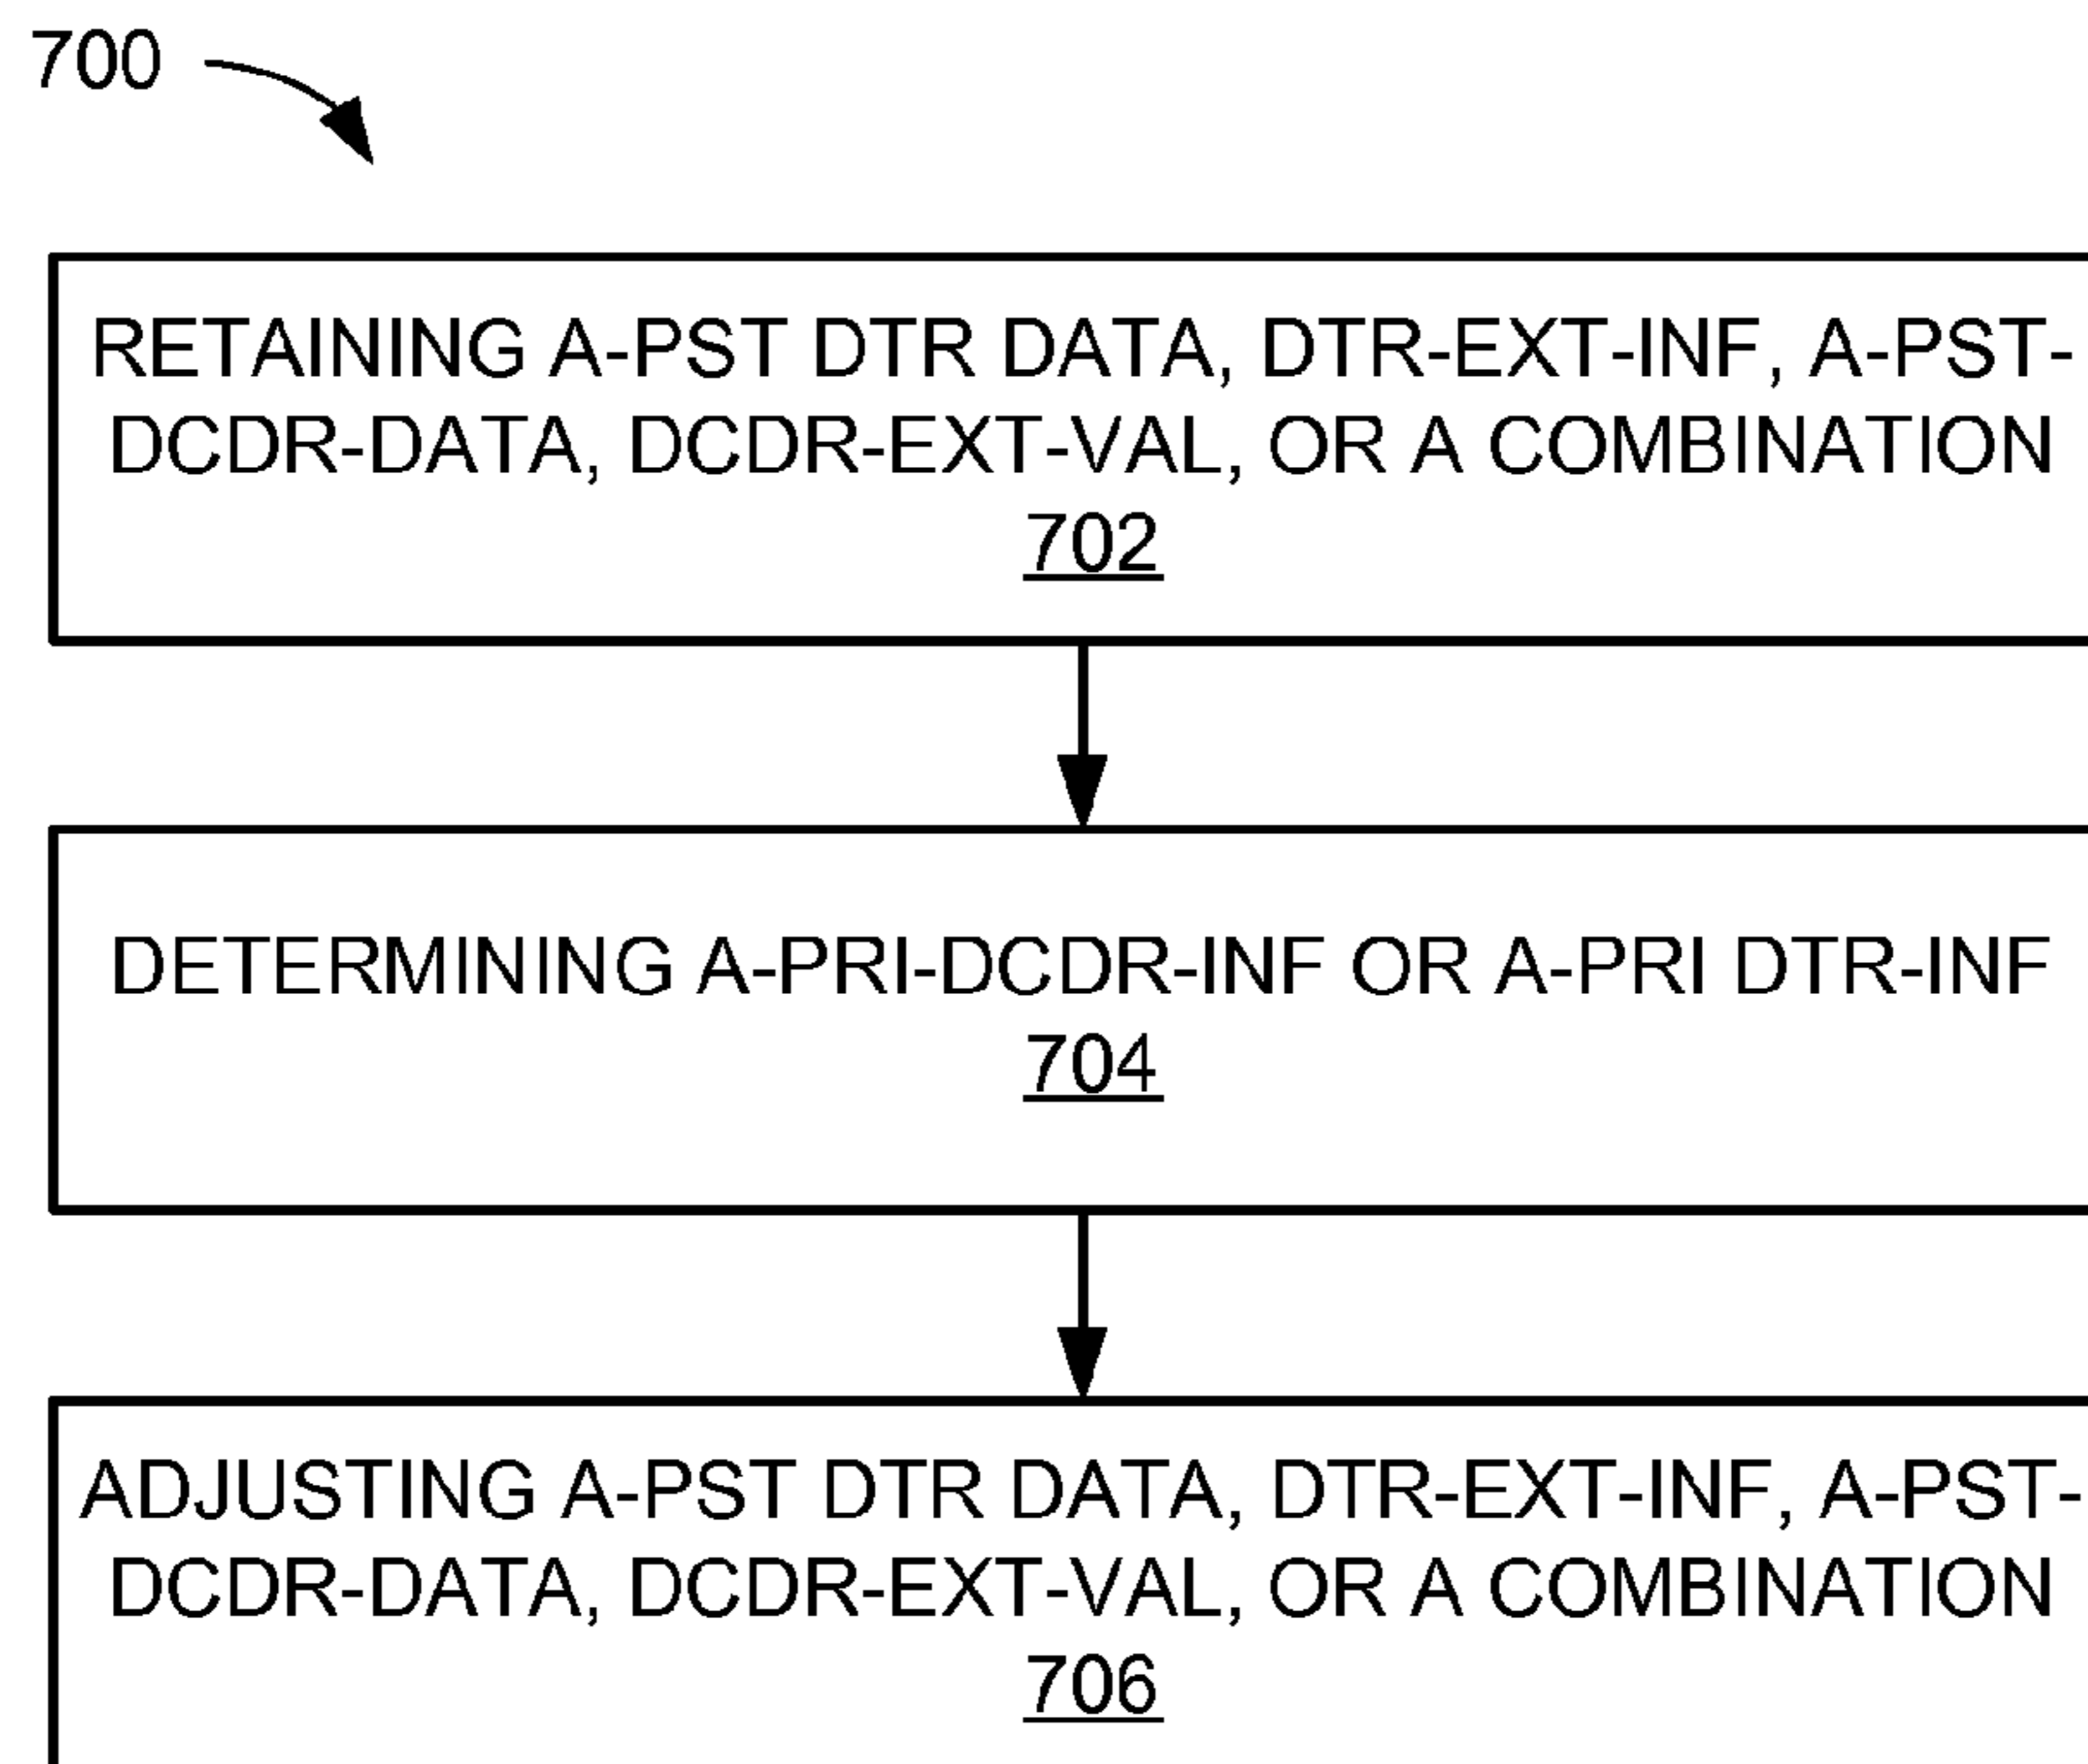 700
RETAINING A-PST DTR DATA, DTR-EXT-INF, A-PST-
DCDR-DATA, DCDR-EXT-VAL, OR A COMBINATION
702
DETERMINING A-PRI-DCDR-INF OR A-PRI DTR-INF
704
ADJUSTING A-PST DTR DATA, DTR-EXT-INF, A-PST-
DCDR-DATA, DCDR-EXT-VAL, OR A COMBINATION
706